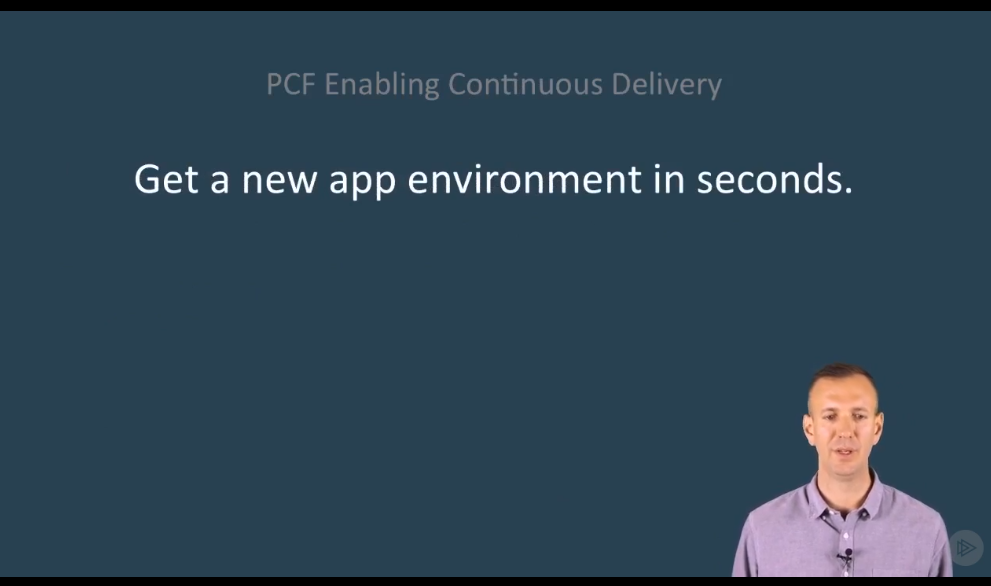 PCF Enabling Continuous Delivery
Get a new app environment in seconds.